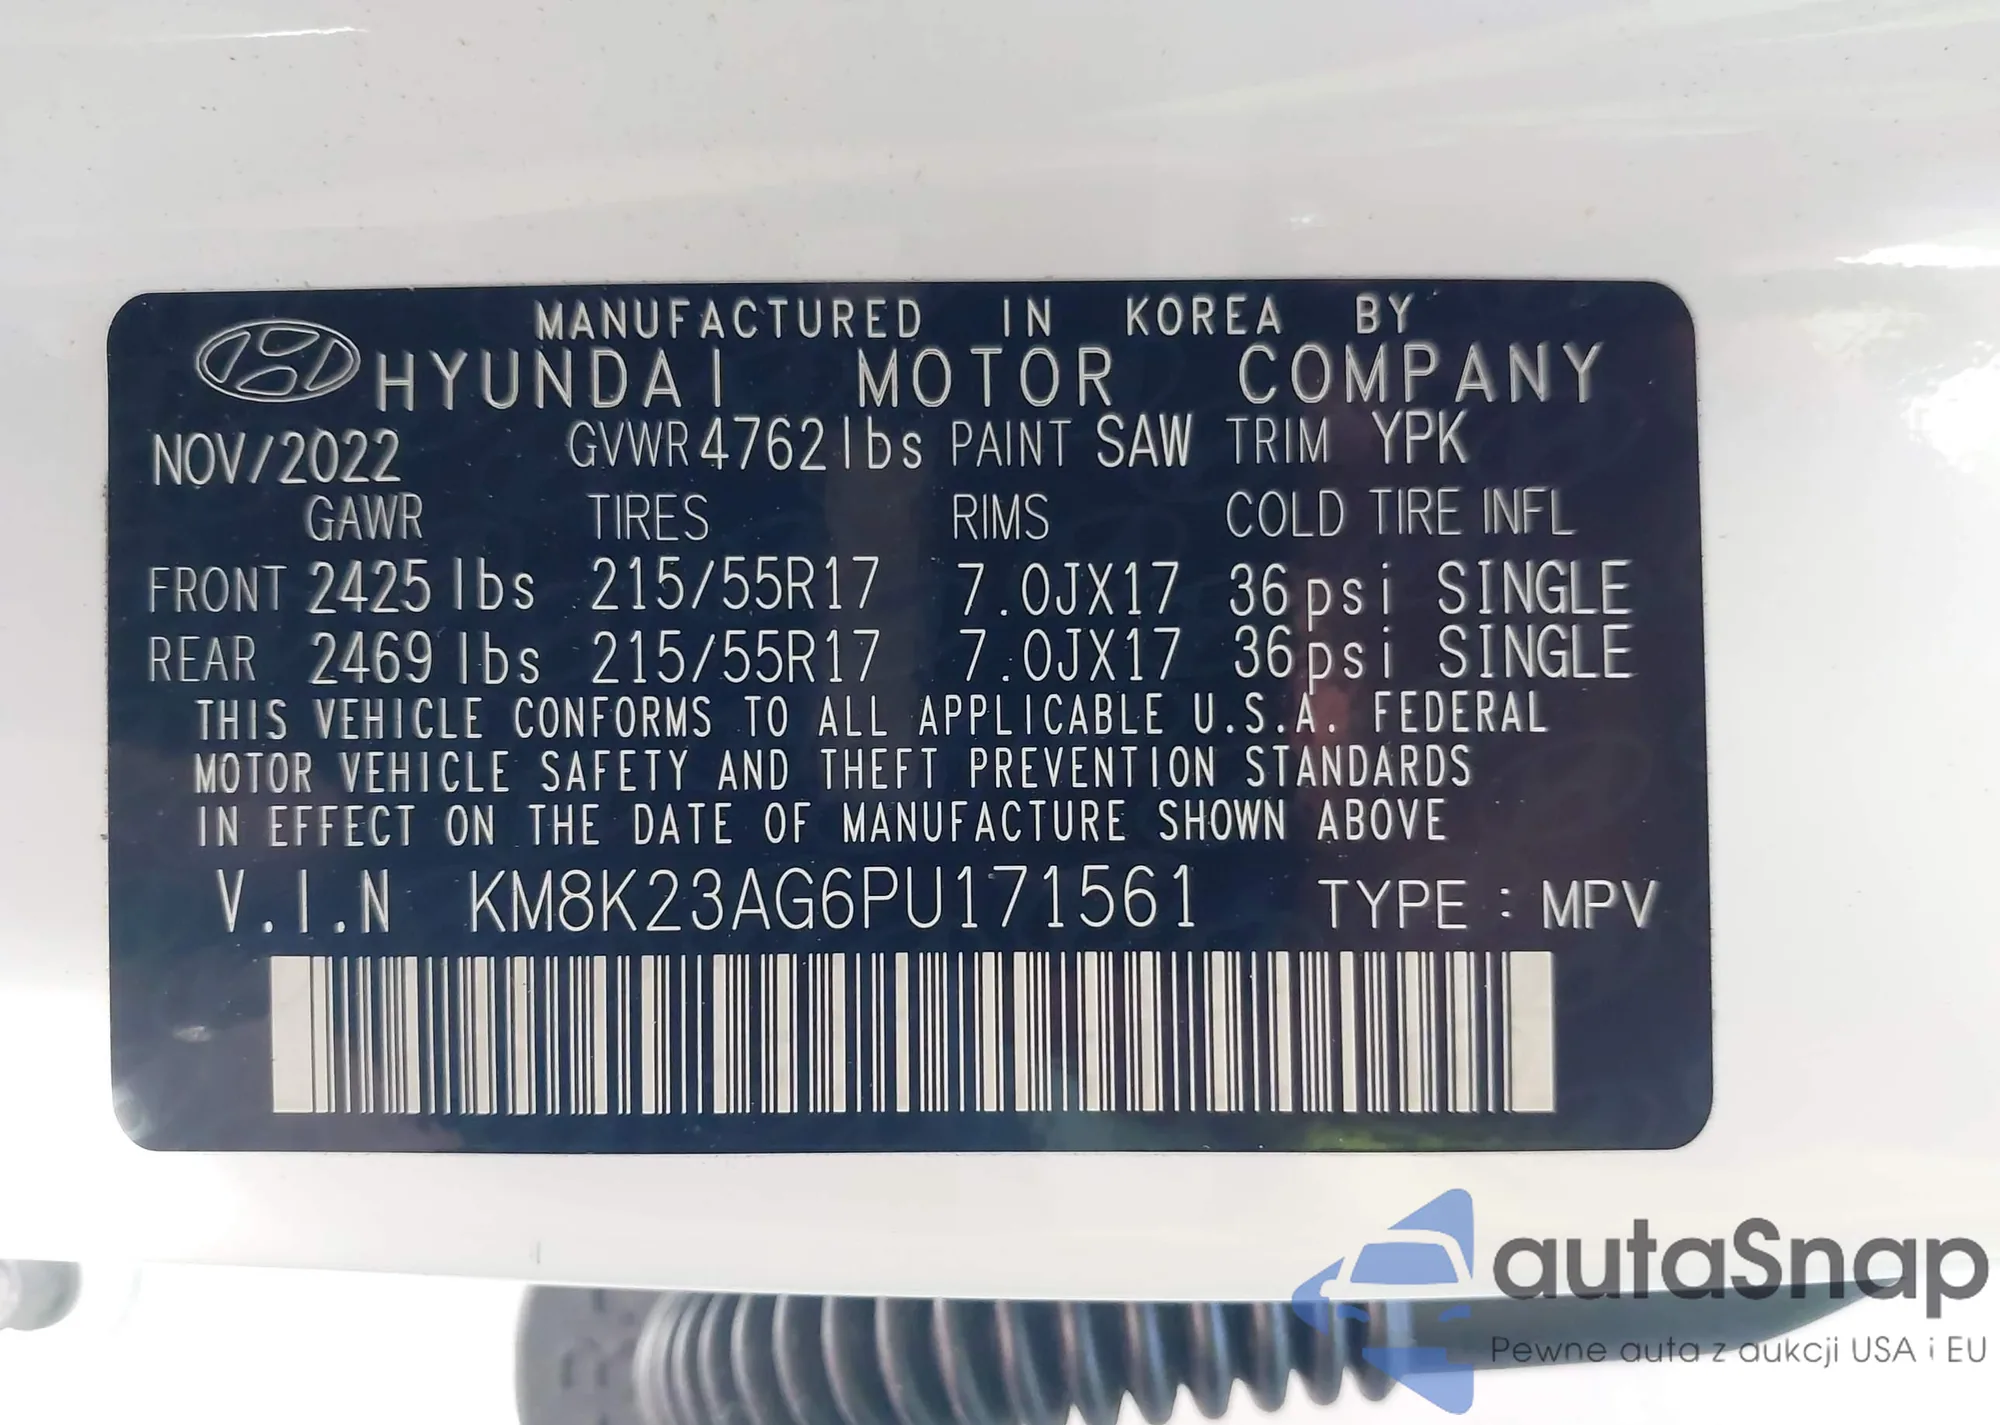 MANUFACTURED IN KOREA BY
HYUNDAI MOTOR COMPANY
NOV/2022 GVWR 4762lbs PAINT SAW TRIM YPK
GAWR TIRES RIMS COLD TIRE INFL
FRONT 2425 lbs 215/55R17 7.0JX17 36psi SINGLE
REAR 2469 lbs 215/55R17 7.0JX17 36psi SINGLE
THIS VEHICLE CONFORMS TO ALL APPLICABLE U.S.A. FEDERAL
MOTOR VEHICLE SAFETY AND THEFT PREVENTION STANDARDS
IN EFFECT ON THE DATE OF MANUFACTURE SHOWN ABOVE
V.I.N KM8K23AG6PU171561 TYPE : MPV
autaSnap
Pewne auta z aukcji USA i EU